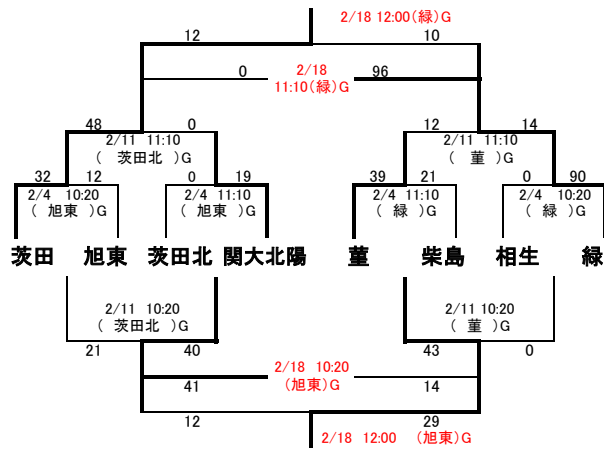 2/18 12:00(緑)G
12 10
0 2/18 96
11:10(緑)G
48 0 12 14
2/11 11:10 2/11 11:10
( 茨田北 )G ( 菫 )G
32 12 0 19 39 21 0 90
2/4 10:20 2/4 11:10 2/4 11:10 2/4 10:20
( 旭東 )G ( 旭東 )G ( 緑 )G ( 緑 )G
茨田 旭東 茨田北 関大北陽 菫 柴島 相生 緑
2/11 10:20 2/11 10:20
( 茨田北 )G ( 菫 )G
21 40 43 0
2/18 10:20
41 (旭東)G 14
12 29
2/18 12:00 (旭東)G